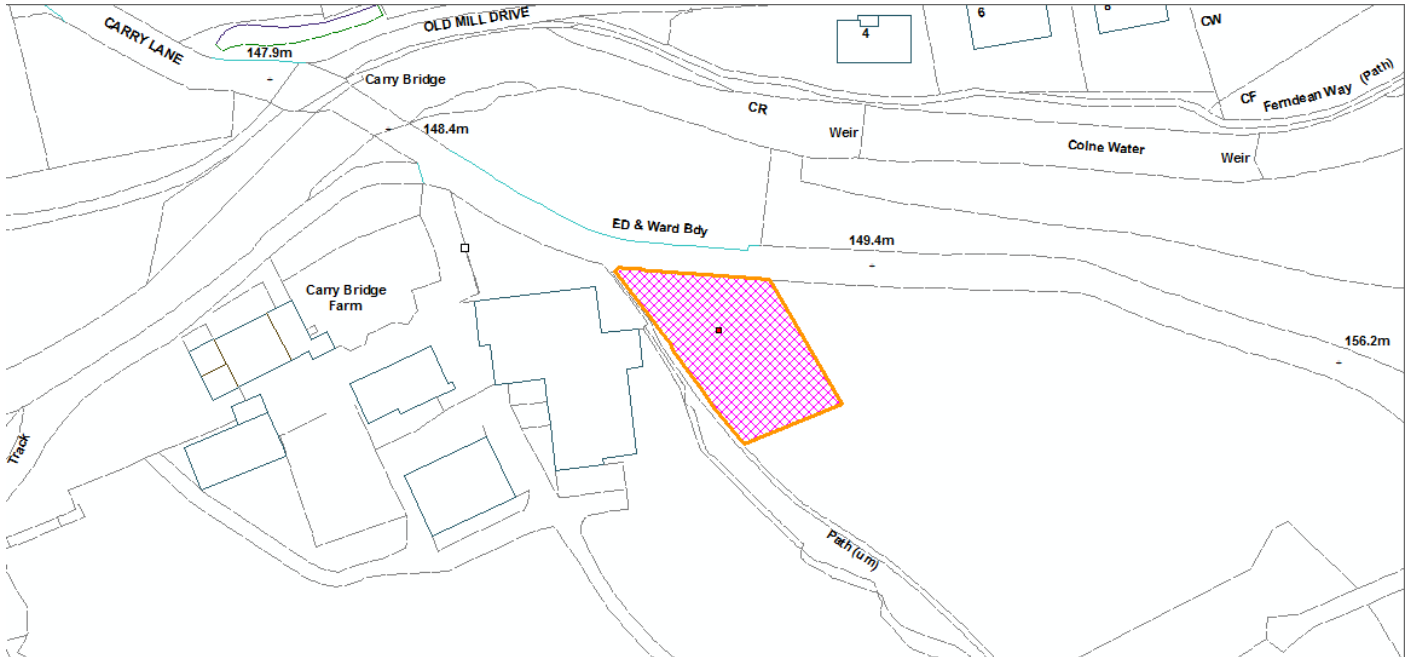 CARRY LANE
OLD MILL DRIVE
147.9m
Carry Bridge
148.4m
4
6
8
CW
CF
Ferndean Way (Path)
CR
Weir
Colne Water
Weir
ED & Ward Bdy
149.4m
156.2m
Carry Bridge
Farm
Track
Path (um)